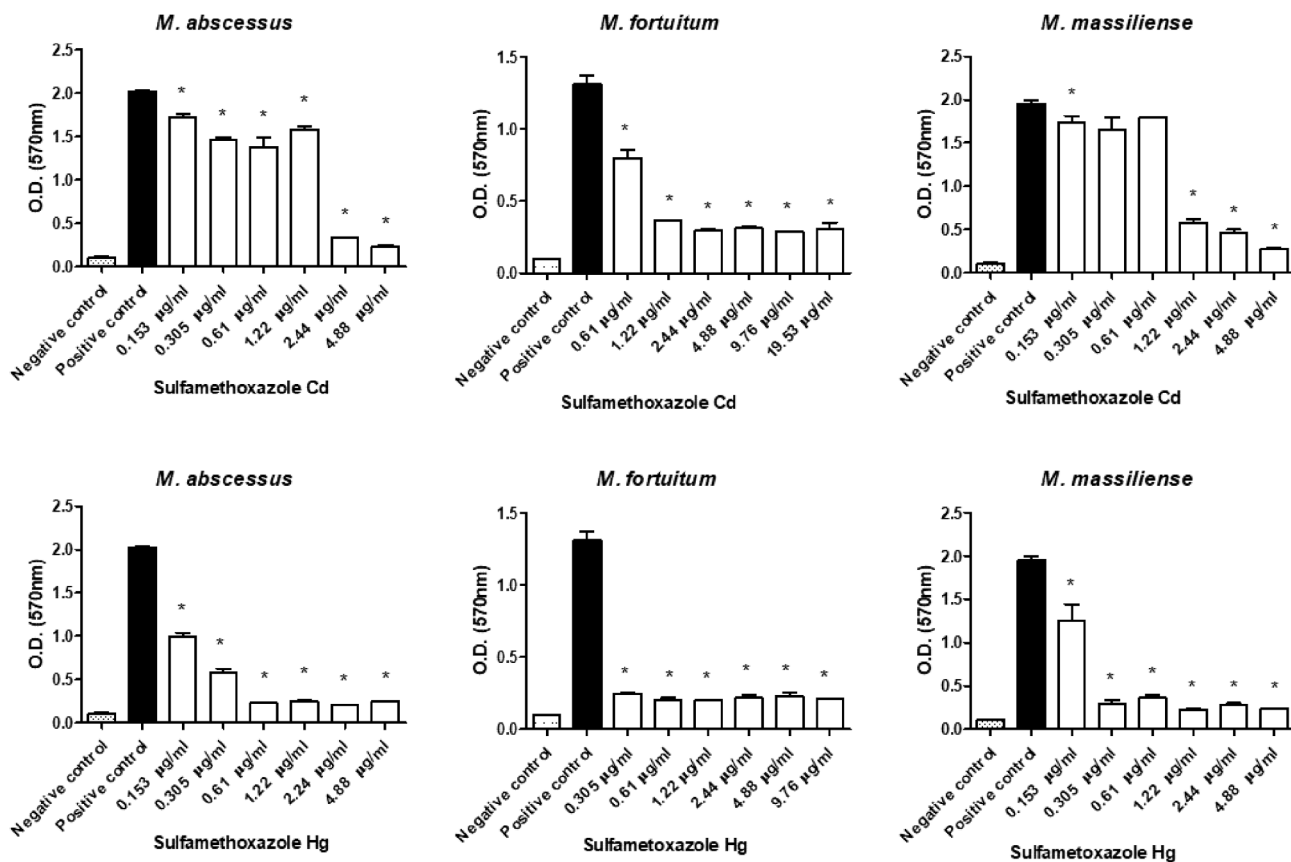 M. abscessus
O.D. (570nm)
2.5
2.0
1.5
1.0
0.5
0.0
* * * * * *
Negative control
Positive control
0.153 µg/ml
0.305 µg/ml
0.61 µg/ml
1.22 µg/ml
2.44 µg/ml
4.88 µg/ml
Sulfamethoxazole Cd
M. fortuitum
O.D. (570nm)
1.5
1.0
0.5
0.0
* * * * * *
Negative control
Positive control
0.61 µg/ml
1.22 µg/ml
2.44 µg/ml
4.88 µg/ml
9.76 µg/ml
19.53 µg/ml
Sulfamethoxazole Cd
M. massiliense
O.D. (570nm)
2.5
2.0
1.5
1.0
0.5
0.0
* * * *
Negative control
Positive control
0.153 µg/ml
0.305 µg/ml
0.61 µg/ml
1.22 µg/ml
2.44 µg/ml
4.88 µg/ml
Sulfamethoxazole Cd
M. abscessus
O.D. (570nm)
2.5
2.0
1.5
1.0
0.5
0.0
* * * * * *
Negative control
Positive control
0.153 µg/ml
0.305 µg/ml
0.61 µg/ml
1.22 µg/ml
2.24 µg/ml
4.88 µg/ml
Sulfamethoxazole Hg
M. fortuitum
O.D. (570nm)
1.5
1.0
0.5
0.0
* * * * * *
Negative control
Positive control
0.305 µg/ml
0.61 µg/ml
1.22 µg/ml
2.44 µg/ml
4.88 µg/ml
9.76 µg/ml
Sulfametoxazole Hg
M. massiliense
O.D. (570nm)
2.5
2.0
1.5
1.0
0.5
0.0
* * * * * *
Negative control
Positive control
0.153 µg/ml
0.305 µg/ml
0.61 µg/ml
1.22 µg/ml
2.44 µg/ml
4.88 µg/ml
Sulfametoxazole Hg